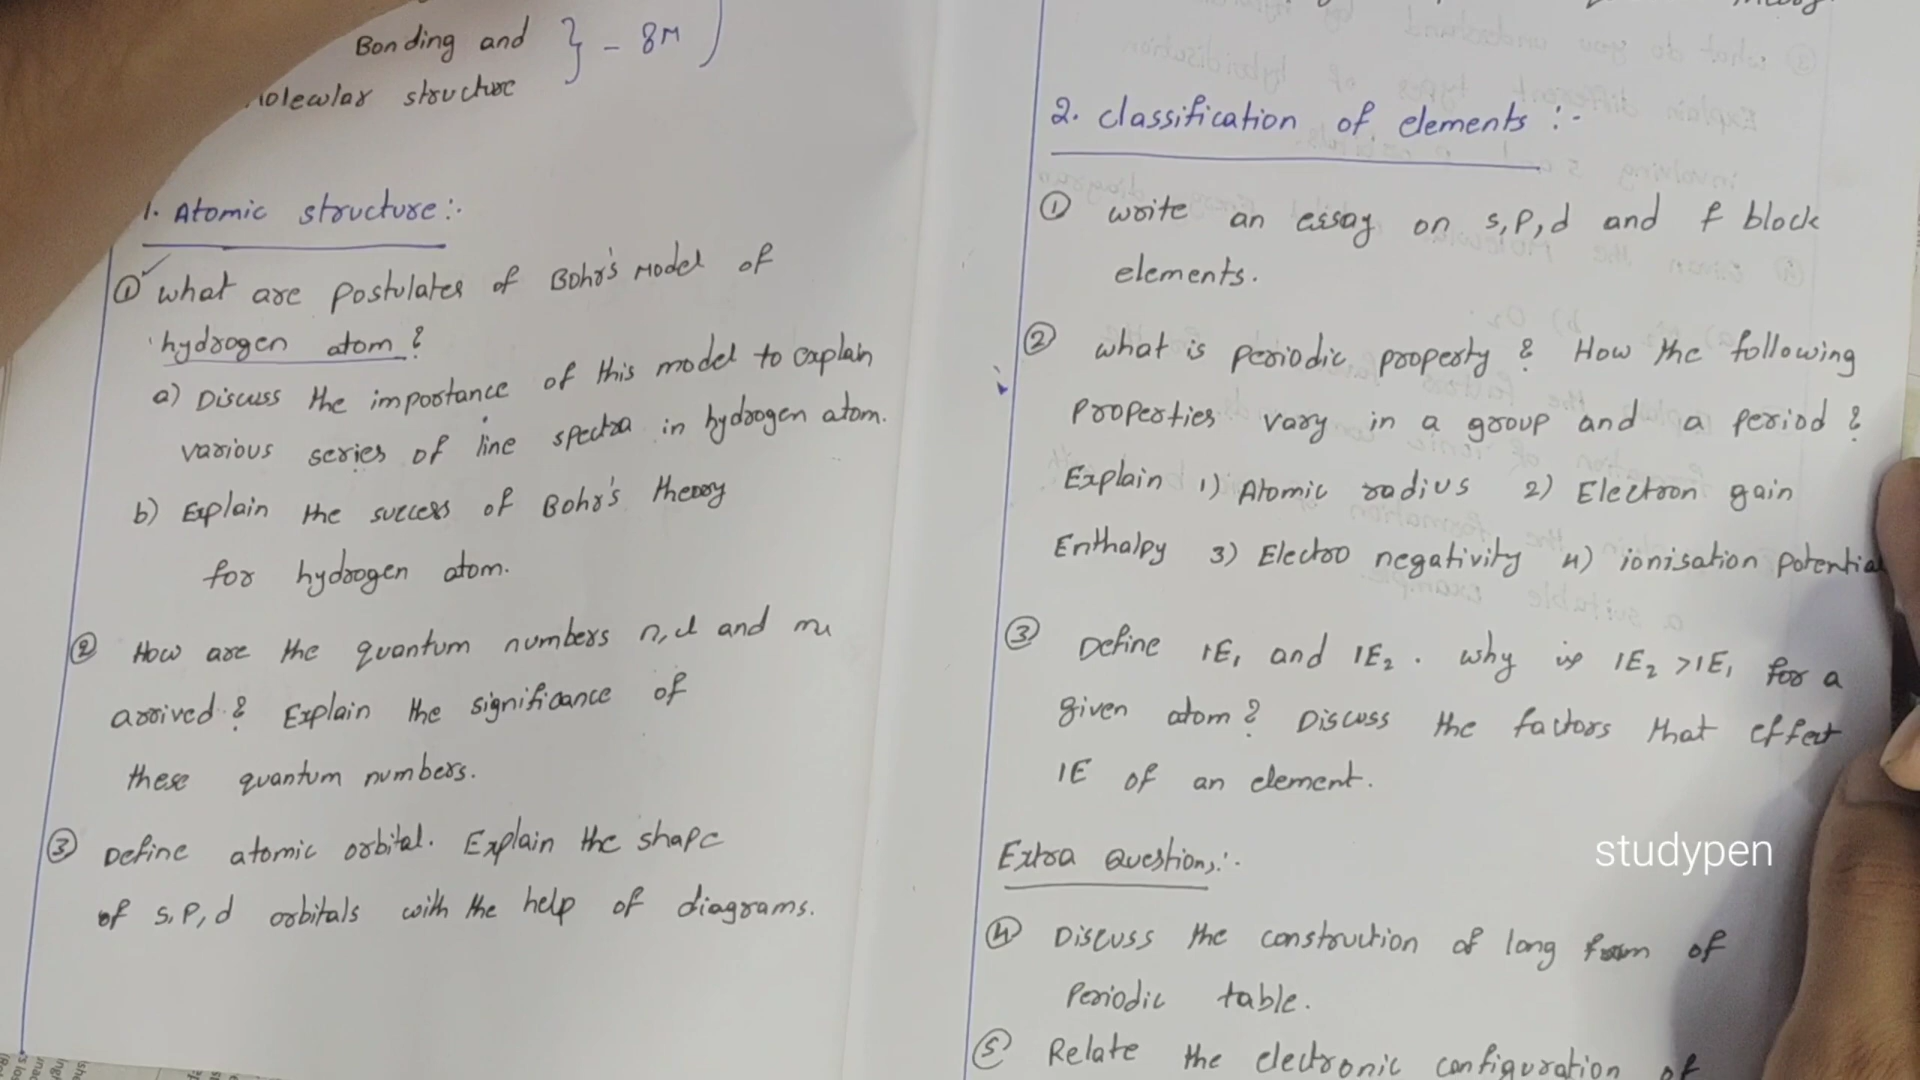 Bonding and } - 8M )
Molecular structure
1. Atomic structure:-
① what are postulates of Bohr's Model of
hydrogen atom ?
a) Discuss the importance of this model to explain
various series of line spectra in hydrogen atom.
b) Explain the success of Bohr's theory
for hydrogen atom.
② How are the quantum numbers n, l and ml
arrived ? Explain the significance of
these quantum numbers.
③ Define atomic orbital. Explain the shape
of s, p, d orbitals with the help of diagrams.
2. classification of elements :-
① write an essay on s, p, d and f block
elements.
② what is periodic property ? How the following
properties vary in a group and a period ?
Explain 1) Atomic radius 2) Electron gain
Enthalpy 3) Electro negativity 4) ionisation potential
③ Define IE₁ and IE₂ . why is IE₂ > IE₁ for a
given atom ? Discuss the factors that effect
IE of an element.
studypen
Extra Questions:-
④ Discuss the construction of long form of
Periodic table.
⑤ Relate the electronic configuration of